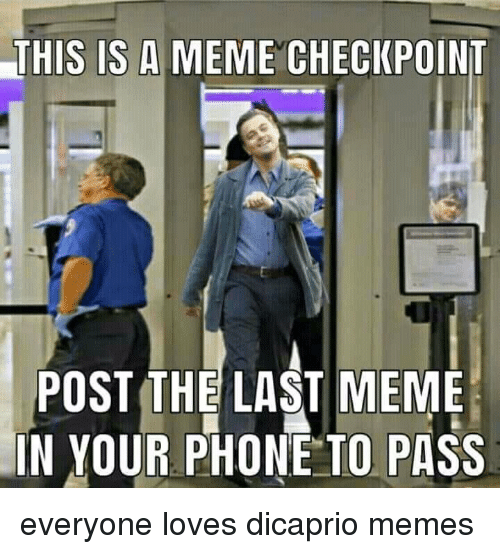 THIS IS A MEME CHECKPOINT
POST THE LAST MEME
IN YOUR PHONE TO PASS
everyone loves dicaprio memes